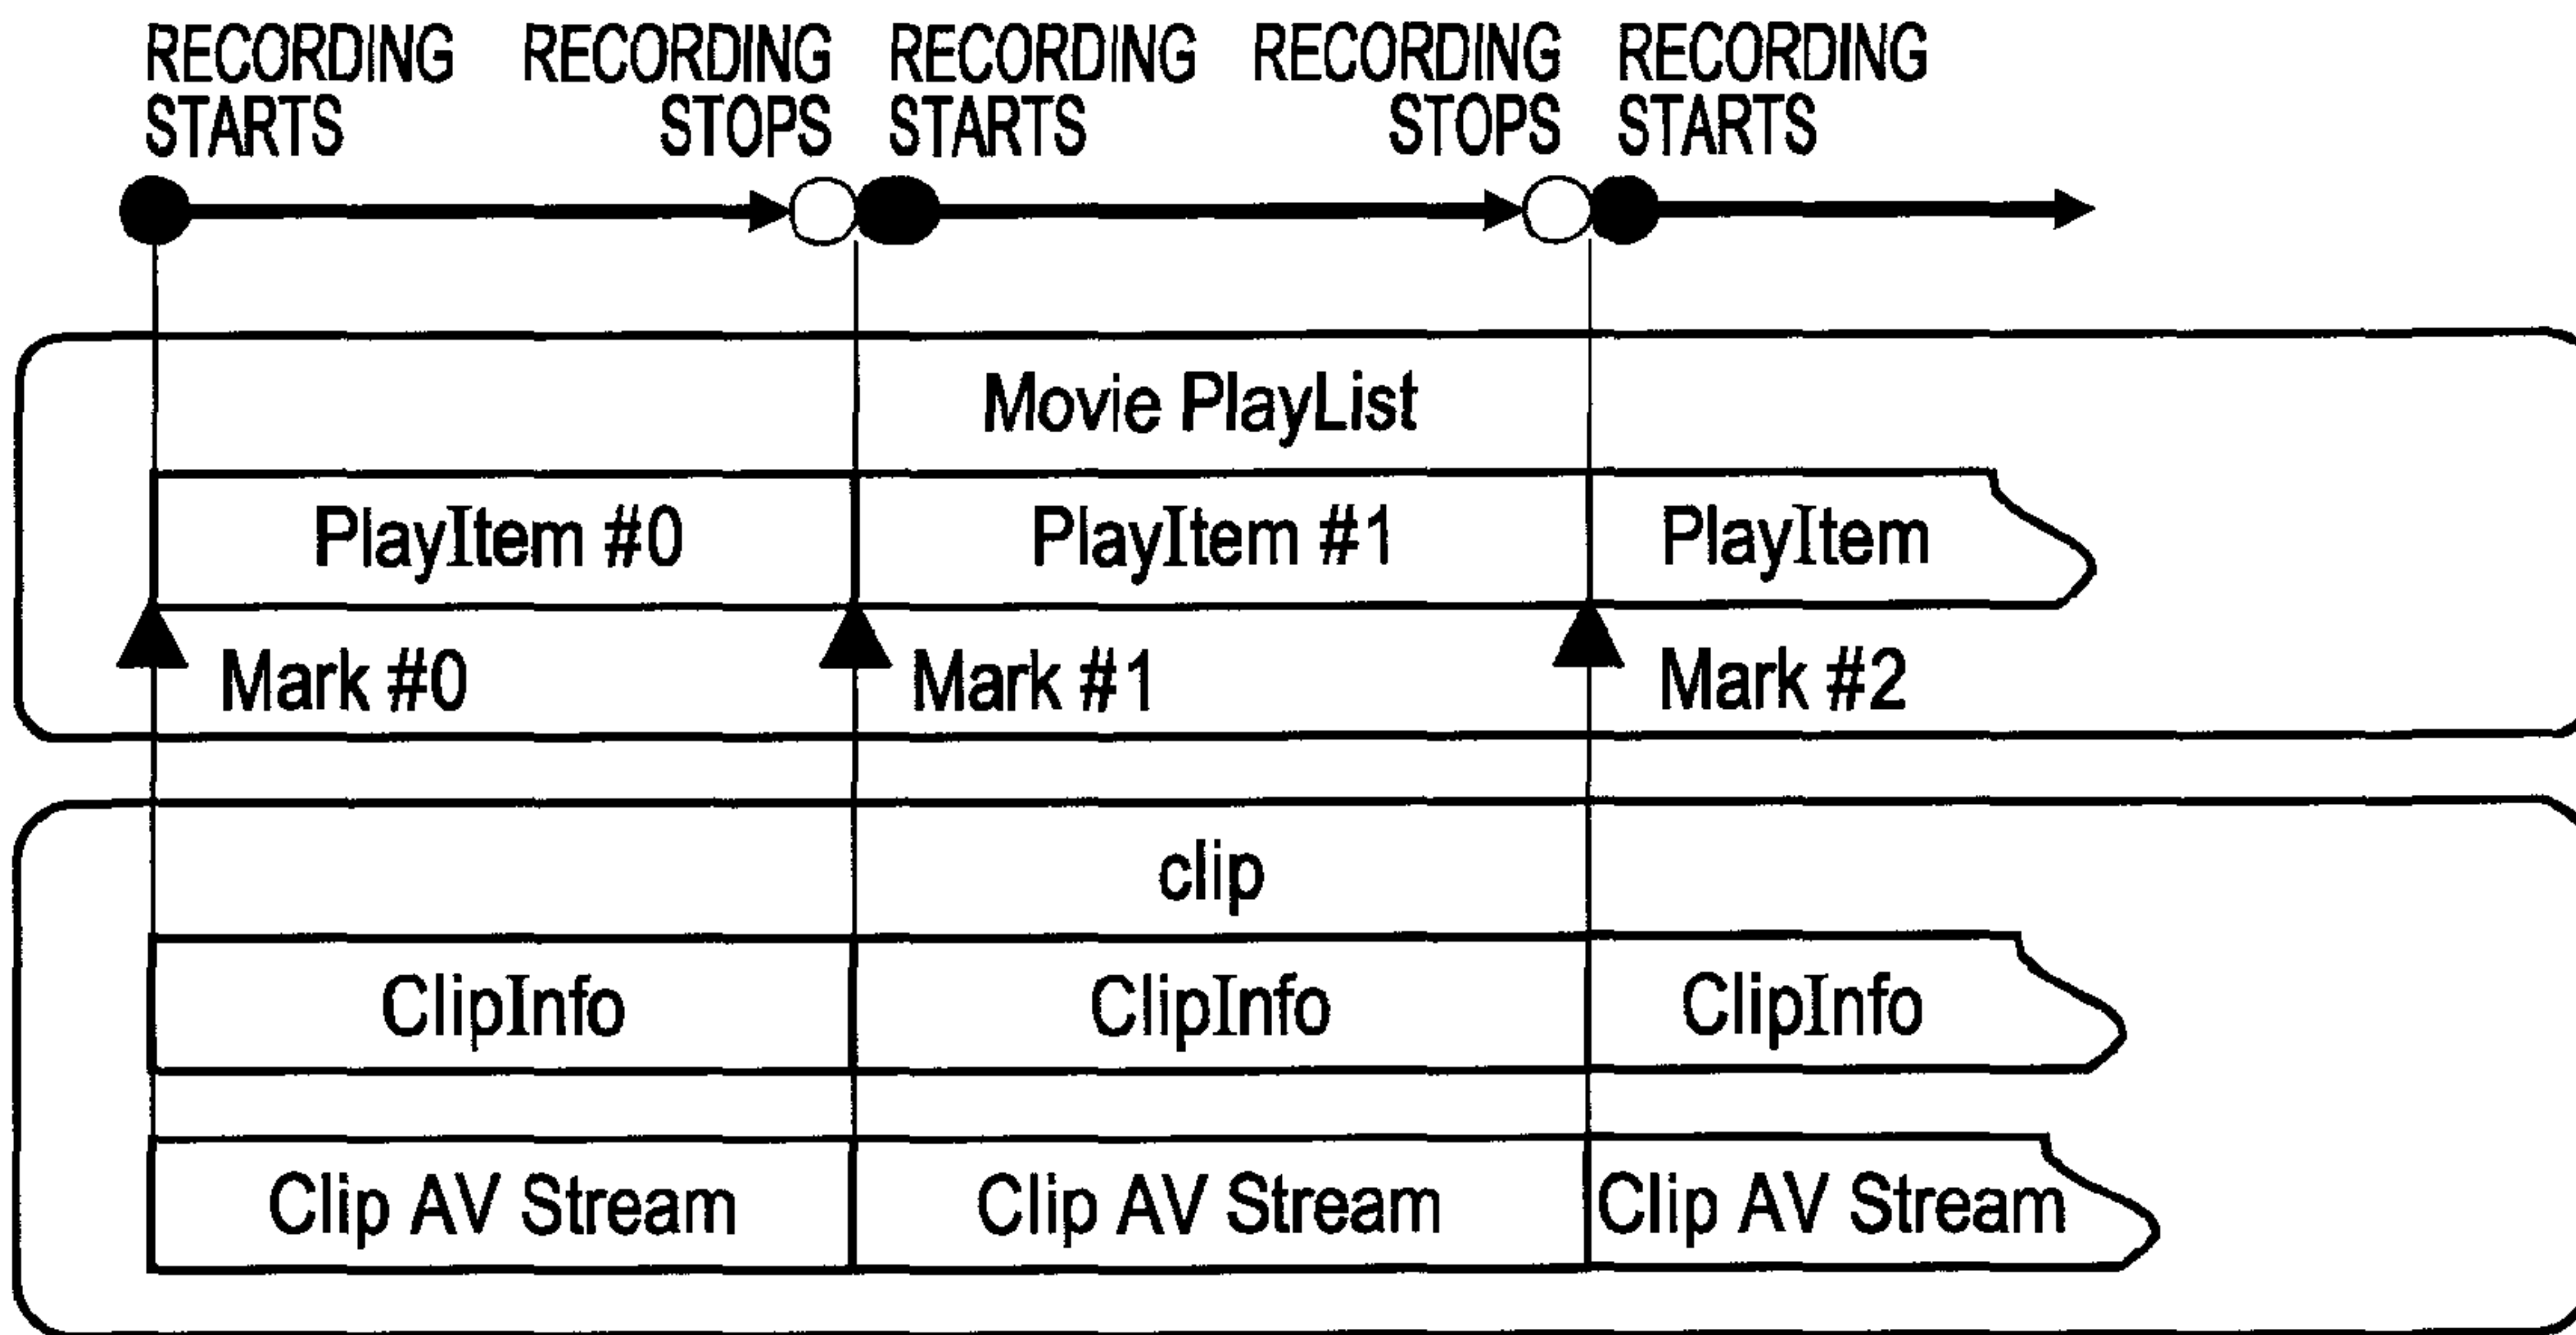 RECORDING STARTS
RECORDING STOPS
RECORDING STARTS
RECORDING STOPS
RECORDING STARTS
Movie PlayList
PlayItem #0
PlayItem #1
PlayItem
Mark #0
Mark #1
Mark #2
clip
ClipInfo
ClipInfo
ClipInfo
Clip AV Stream
Clip AV Stream
Clip AV Stream